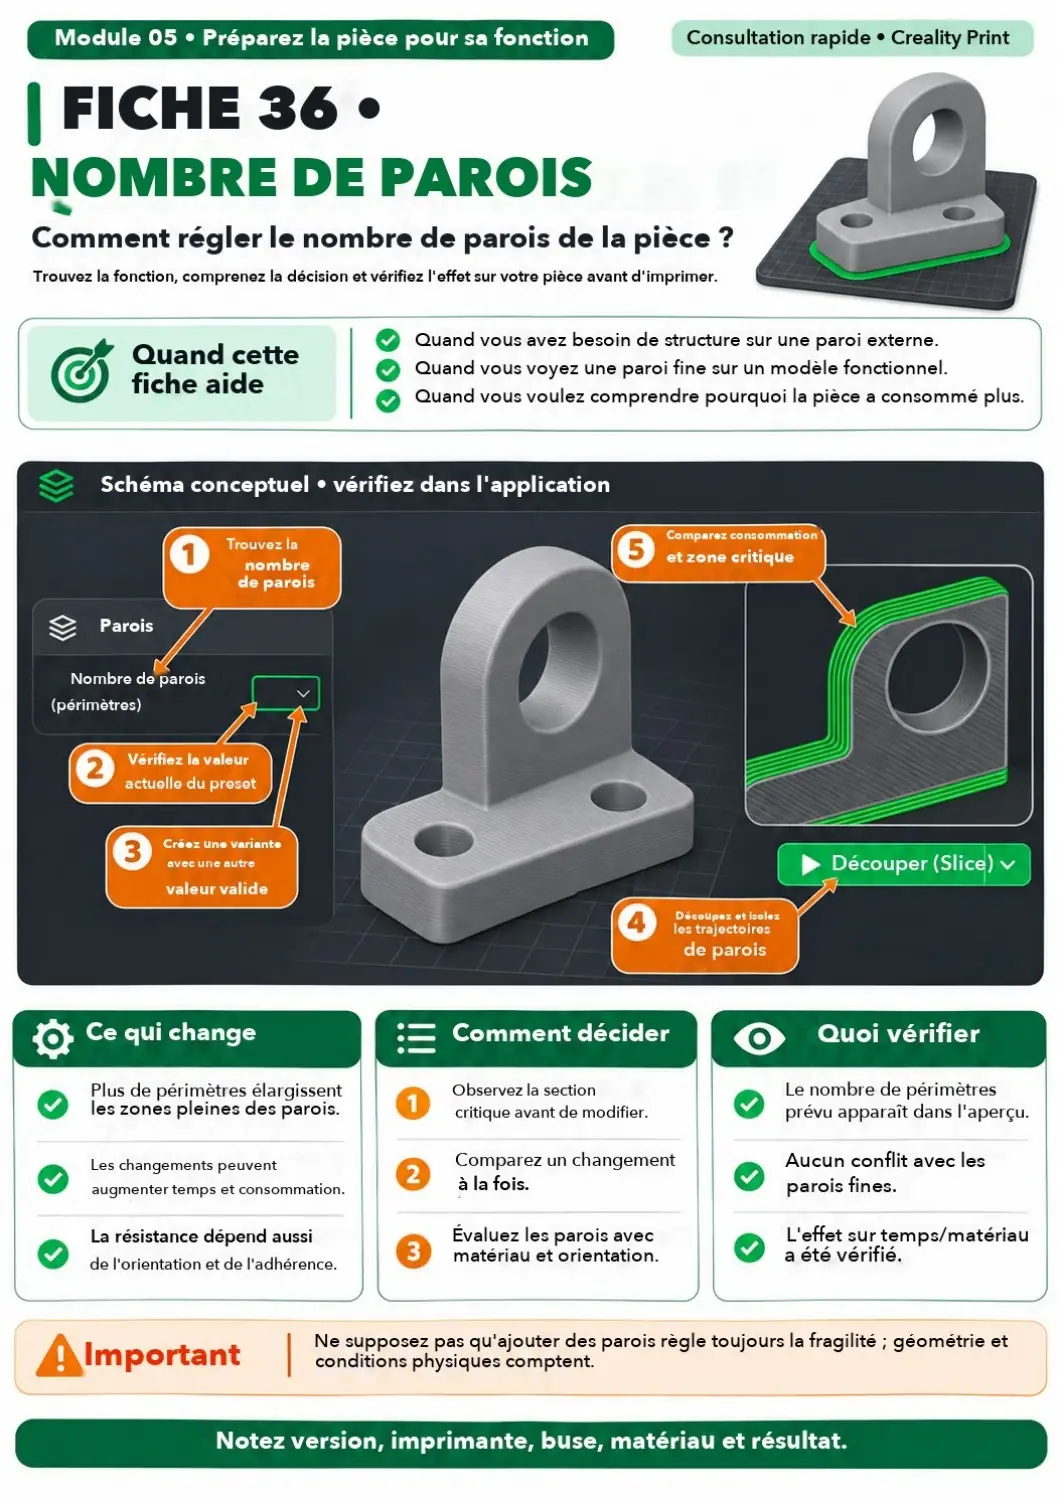 Module 05 • Préparez la pièce pour sa fonction
Consultation rapide • Creality Print
FICHE 36 •
NOMBRE DE PAROIS
Comment régler le nombre de parois de la pièce ?
Trouvez la fonction, comprenez la décision et vérifiez l'effet sur votre pièce avant d'imprimer.
Quand cette
fiche aide
Quand vous avez besoin de structure sur une paroi externe.
Quand vous voyez une paroi fine sur un modèle fonctionnel.
Quand vous voulez comprendre pourquoi la pièce a consommé plus.
Schéma conceptuel • vérifiez dans l'application
1
Trouvez la
nombre
de parois
5
Comparez consommation
et zone critique
Parois
Nombre de parois
(périmètres)
2
Vérifiez la valeur
actuelle du preset
3
Créez une variante
avec une autre
valeur valide
Découper (Slice)
4
Découpez et isolez
les trajectoires
de parois
Ce qui change
Plus de périmètres élargissent
les zones pleines des parois.
Les changements peuvent
augmenter temps et consommation.
La résistance dépend aussi
de l'orientation et de l'adhérence.
Comment décider
1
Observez la section
critique avant de modifier.
2
Comparez un changement
à la fois.
3
Évaluez les parois avec
matériau et orientation.
Quoi vérifier
Le nombre de périmètres
prévu apparaît dans l'aperçu.
Aucun conflit avec les
parois fines.
L'effet sur temps/matériau
a été vérifié.
Important
Ne supposez pas qu'ajouter des parois règle toujours la fragilité ; géométrie et
conditions physiques comptent.
Notez version, imprimante, buse, matériau et résultat.